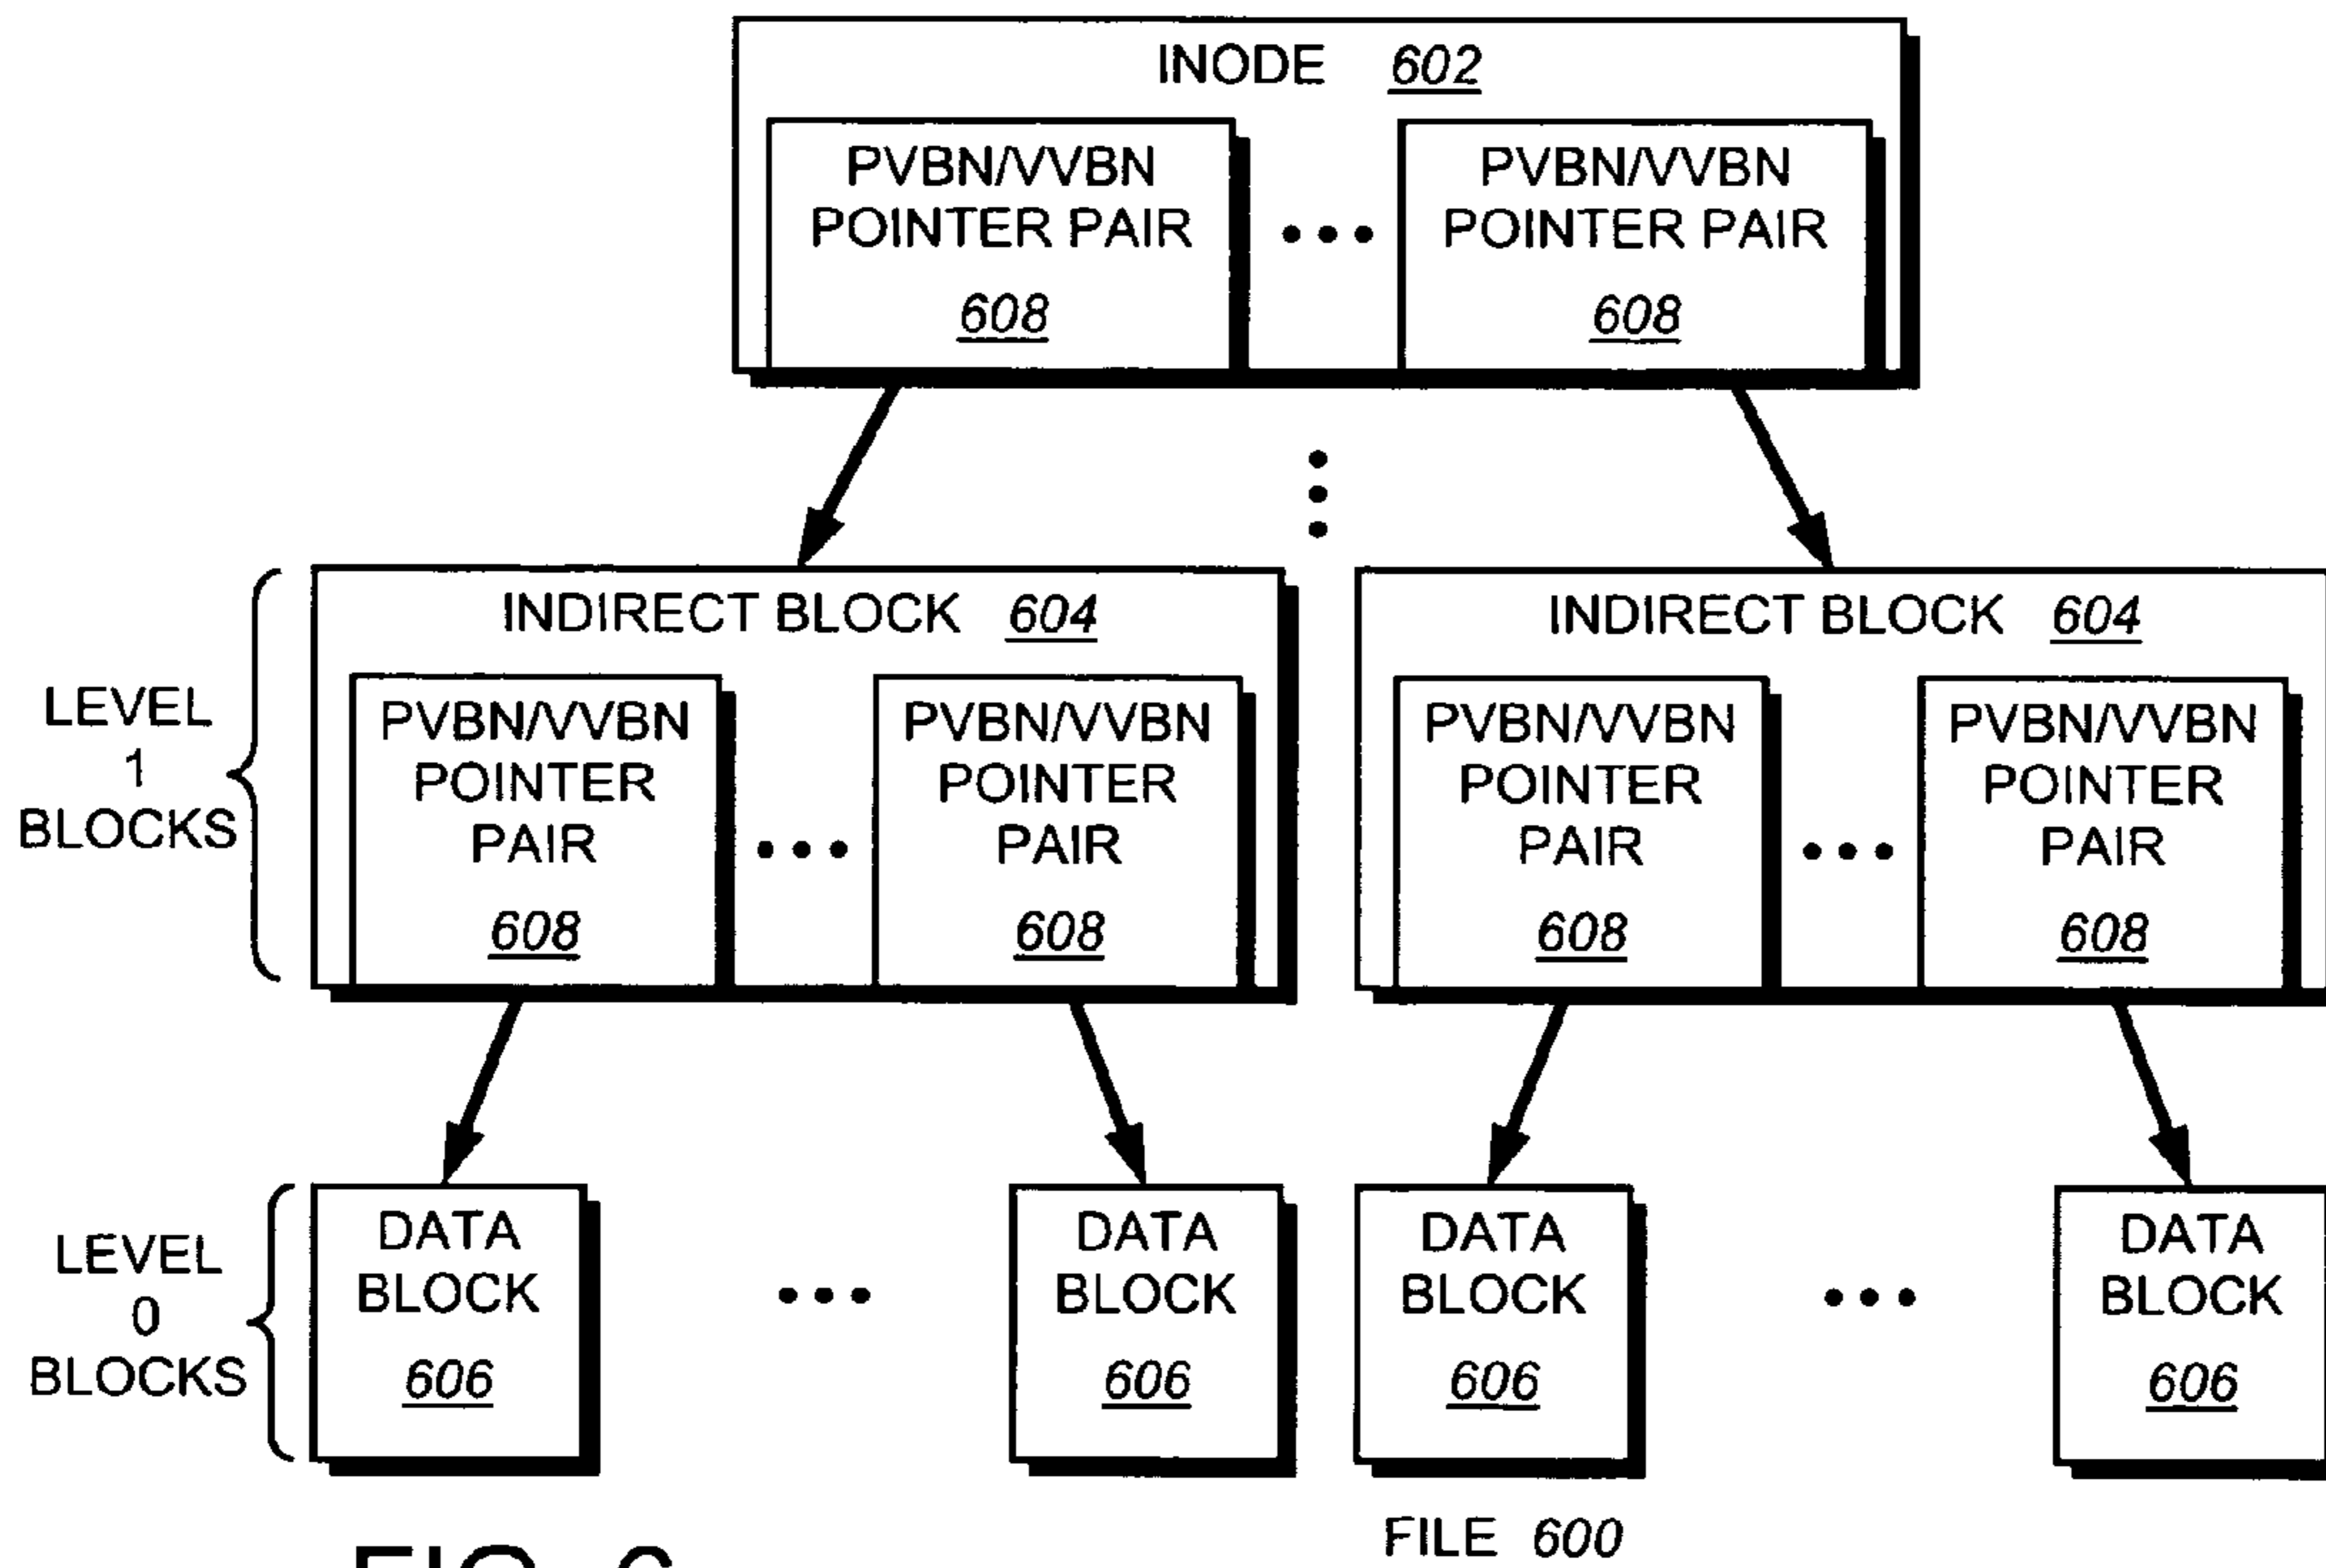 INODE 602
PVBN/VVBN
POINTER PAIR
608
PVBN/VVBN
POINTER PAIR
608
LEVEL
1
BLOCKS
INDIRECT BLOCK 604
PVBN/VVBN
POINTER
PAIR
608
PVBN/VVBN
POINTER
PAIR
608
INDIRECT BLOCK 604
PVBN/VVBN
POINTER
PAIR
608
PVBN/VVBN
POINTER
PAIR
608
LEVEL
0
BLOCKS
DATA
BLOCK
606
DATA
BLOCK
606
DATA
BLOCK
606
DATA
BLOCK
606
FILE 600
FIG. 6